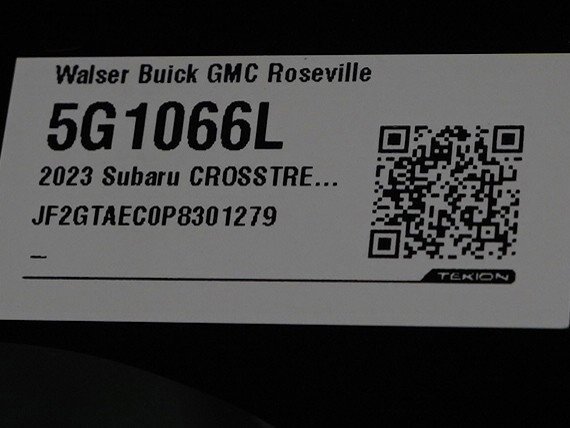 Walser Buick GMC Roseville
5G1066L
2023 Subaru CROSSTRE...
JF2GTAEC0P8301279
_
TEKION